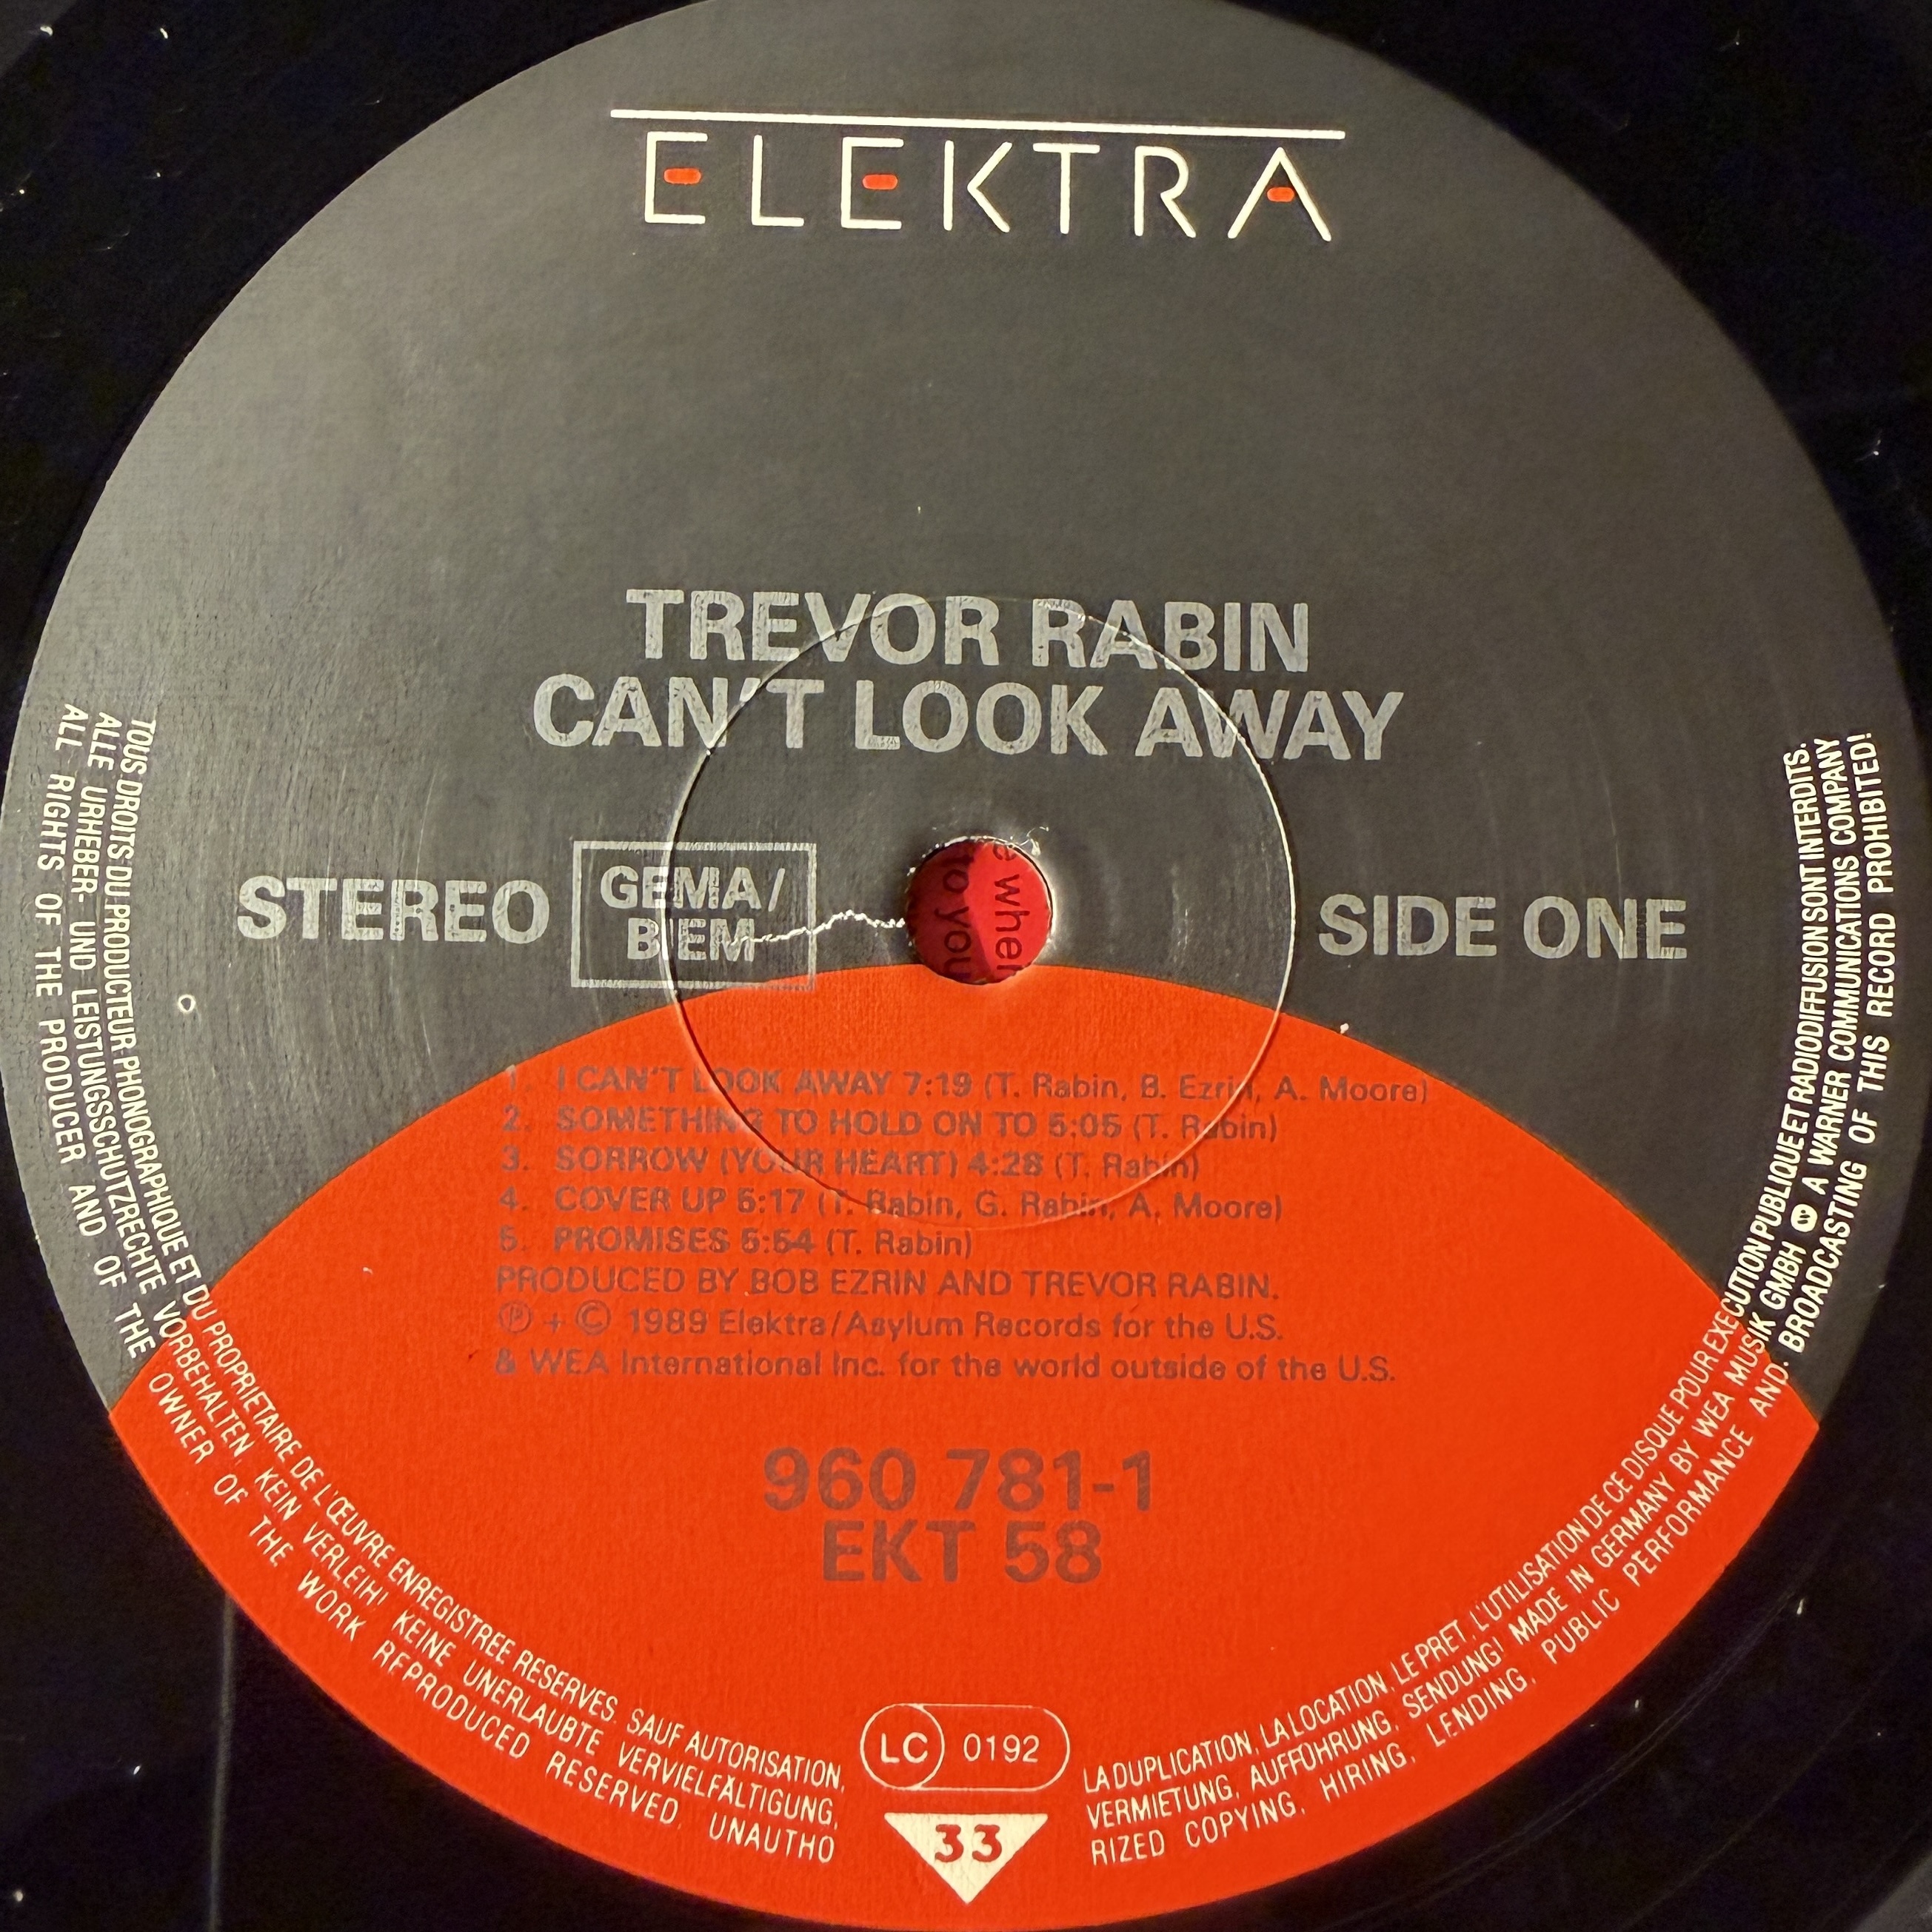 ELEKTRA
TREVOR RABIN
CAN'T LOOK AWAY
STEREO
GEMA/
BIEM
SIDE ONE
1. I CAN'T LOOK AWAY 7:19 (T. Rabin, B. Ezrin, A. Moore)
2. SOMETHING TO HOLD ON TO 5:05 (T. Rabin)
3. SORROW (YOUR HEART) 4:28 (T. Rabin)
4. COVER UP 5:17 (T. Rabin, G. Rabin, A. Moore)
5. PROMISES 5:54 (T. Rabin)
PRODUCED BY BOB EZRIN AND TREVOR RABIN.
℗ + © 1989 Elektra/Asylum Records for the U.S.
& WEA International Inc. for the world outside of the U.S.
960 781-1
EKT 58
LC 0192
33
TOUS DROITS DU PRODUCTEUR PHONOGRAPHIQUE ET DU PROPRIETAIRE DE L'ŒUVRE ENREGISTREE RESERVES. SAUF AUTORISATION, LA DUPLICATION, LA LOCATION, LE PRET, L'UTILISATION DE CE DISQUE POUR EXECUTION PUBLIQUE ET RADIODIFFUSION SONT INTERDITS.
ALLE URHEBER- UND LEISTUNGSSCHUTZRECHTE VORBEHALTEN. KEIN VERLEIH! KEINE UNERLAUBTE VERVIELFÄLTIGUNG, VERMIETUNG, AUFFÜHRUNG, SENDUNG! MADE IN GERMANY BY WEA MUSIK GMBH A WARNER COMMUNICATIONS COMPANY
ALL RIGHTS OF THE PRODUCER AND OF THE OWNER OF THE WORK REPRODUCED RESERVED. UNAUTHORIZED COPYING, HIRING, LENDING, PUBLIC PERFORMANCE AND BROADCASTING OF THIS RECORD PROHIBITED!
to you